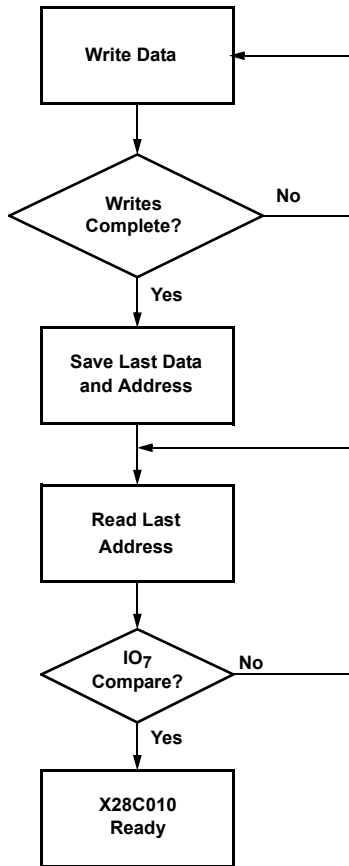 Write Data
Writes
Complete?
No
Yes
Save Last Data
and Address
Read Last
Address
IO7
Compare?
No
Yes
X28C010
Ready